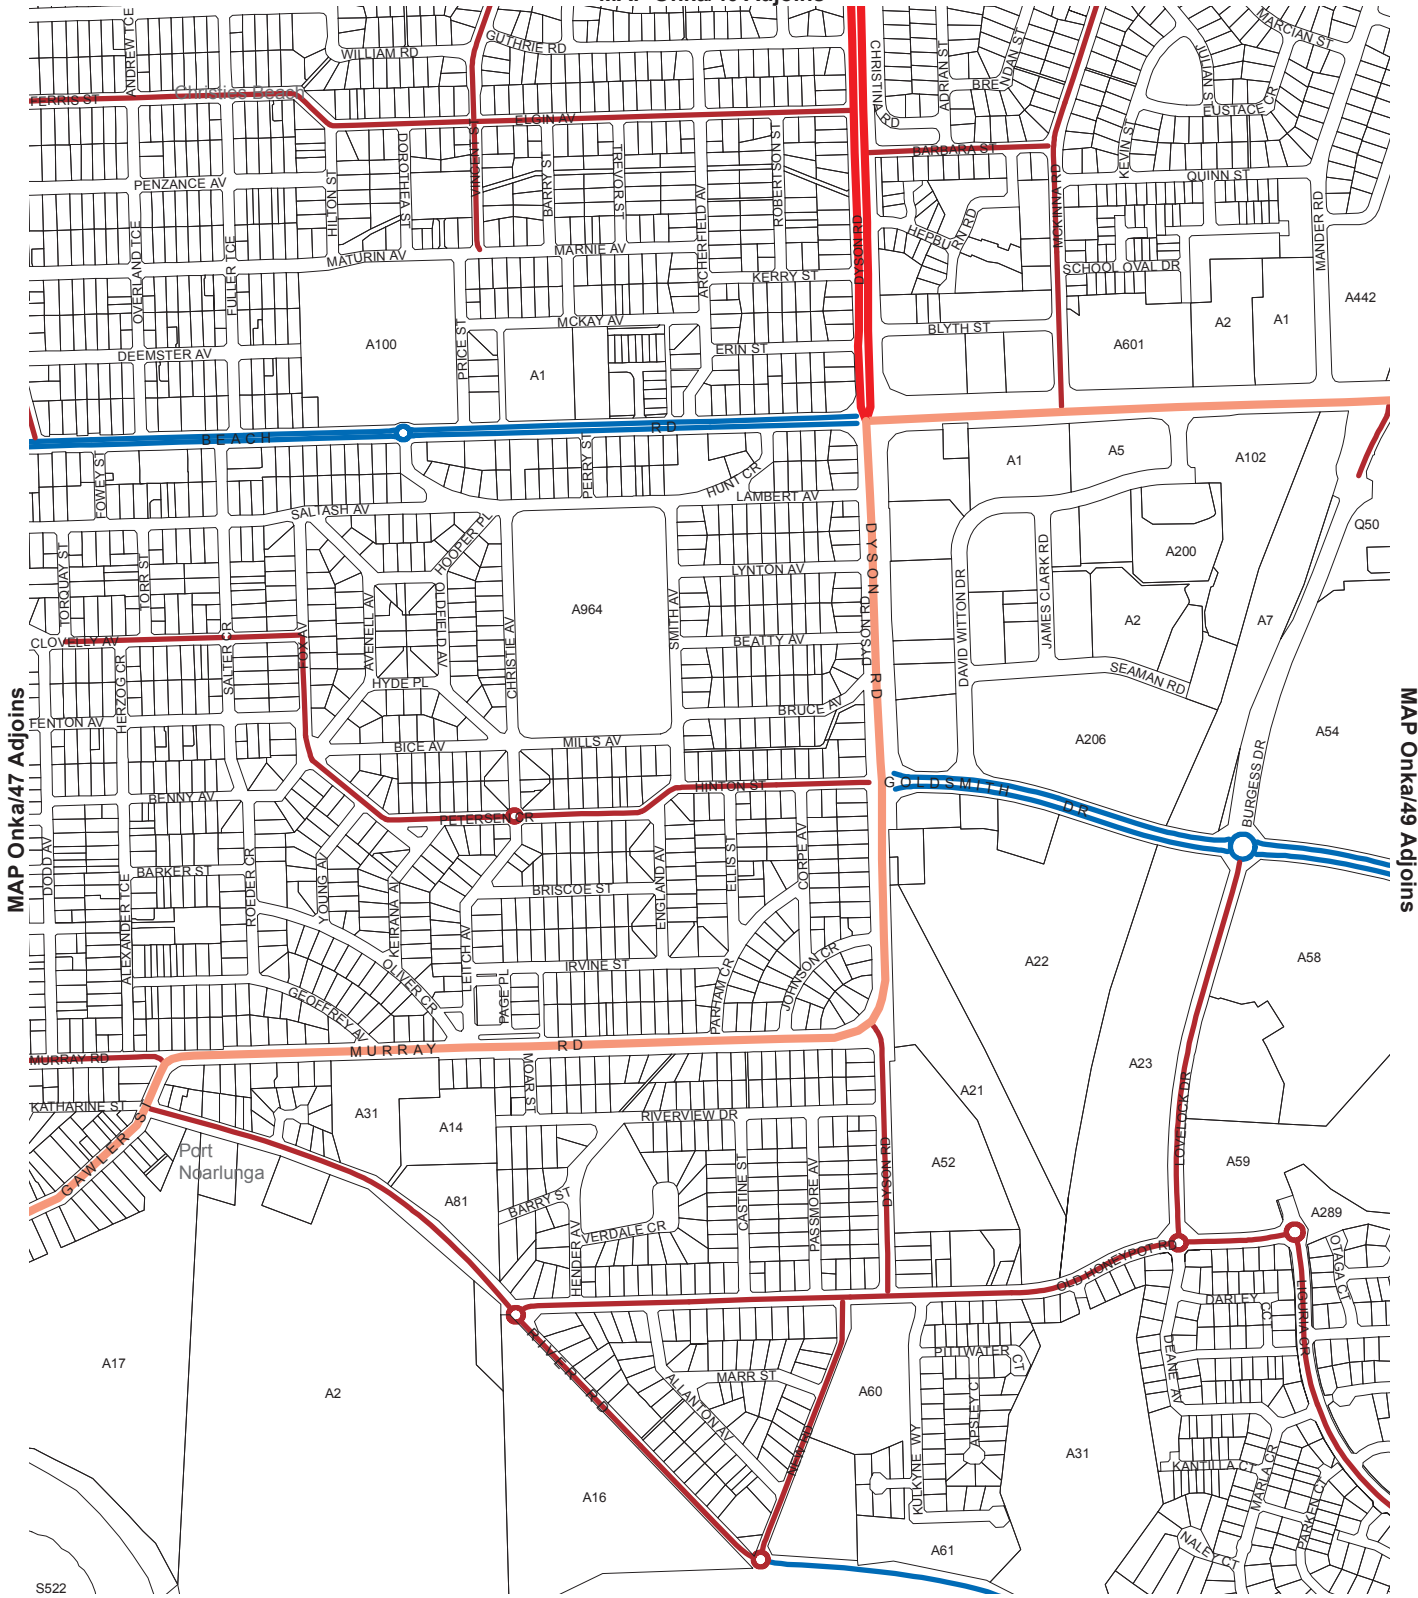 ANDREW TCE
WILLIAM RD
GUTHRIE RD
CHRISTINA RD
ADRIAN ST
BRENDAN ST
JULIAN S
MARCIAN ST
EUSTACE CR
FERRIS ST
Christies Beach
ELGIN AV
VINCENT ST
DOROTHEA ST
BARRY ST
TREVOR ST
ROBERTSON S
BARBARA ST
MCKINNA RD
KEVIN ST
QUINN ST
PENZANCE AV
HILTON ST
ARCHERFIELD AV
DYSON RD
HEPBURN RD
MANDER RD
OVERLAND TCE
FULLER TCE
MATURIN AV
MARNIE AV
KERRY ST
SCHOOL OVAL DR
A442
MCKAY AV
BLYTH ST
A2
A1
A601
DEEMSTER AV
A100
PRICE ST
A1
ERIN ST
BEACH RD
FOWEY ST
PERRY ST
HUNT CR
LAMBERT AV
A1
A5
A102
SALTASH AV
HOOPER PL
DYSON RD
Q50
TORQUAY ST
TORR ST
LYNTON AV
A200
AVENELL AV
OLDFIELD AV
A964
SMITH AV
DYSON RD
DAVID WITTON DR
JAMES CLARK RD
A2
A7
CLOVELLY AV
SALTER CR
FOX AV
CHRISTIE AV
BEATTY AV
HERZOG CR
HYDE PL
SEAMAN RD
FENTON AV
BRUCE AV
BICE AV
MILLS AV
A206
A54
MAP Onka/47 Adjoins
MAP Onka/49 Adjoins
BURGESS DR
HINTON ST
GOLDSMITH DR
BENNY AV
PETERSEN CR
DODD AV
BARKER ST
ROEDER CR
YOUNG AV
KEIRANA AV
BRISCOE ST
ENGLAND AV
ELLIS ST
CORPE AV
ALEXANDER TCE
LEITCH AV
OLIVER CR
GEOFFREY AV
PAGE PL
IRVINE ST
PARHAM CR
JOHNSON CR
A22
A58
MURRAY RD
MURRAY RD
MOAR ST
A23
KATHARINE ST
A31
A14
RIVERVIEW DR
A21
LOVELOCK DR
GAWLER ST
Port
Noarlunga
A81
BARRY ST
HENDER AV
VERDALE CR
CASTINE ST
PASSMORE AV
DYSON RD
A52
A59
A289
OLD HONEYPOT RD
OTAGA CT
LIGURIA CR
DARLEY
CC
A17
A2
RIVER RD
MARR ST
ALLANTON AV
NEW RD
A60
PITTWATER CT
APSLEY C
KULKYNE WY
DEANE AV
A31
KANTILLA CT
MARLA CR
PARKEN CT
NALEY CT
A16
A61
S522